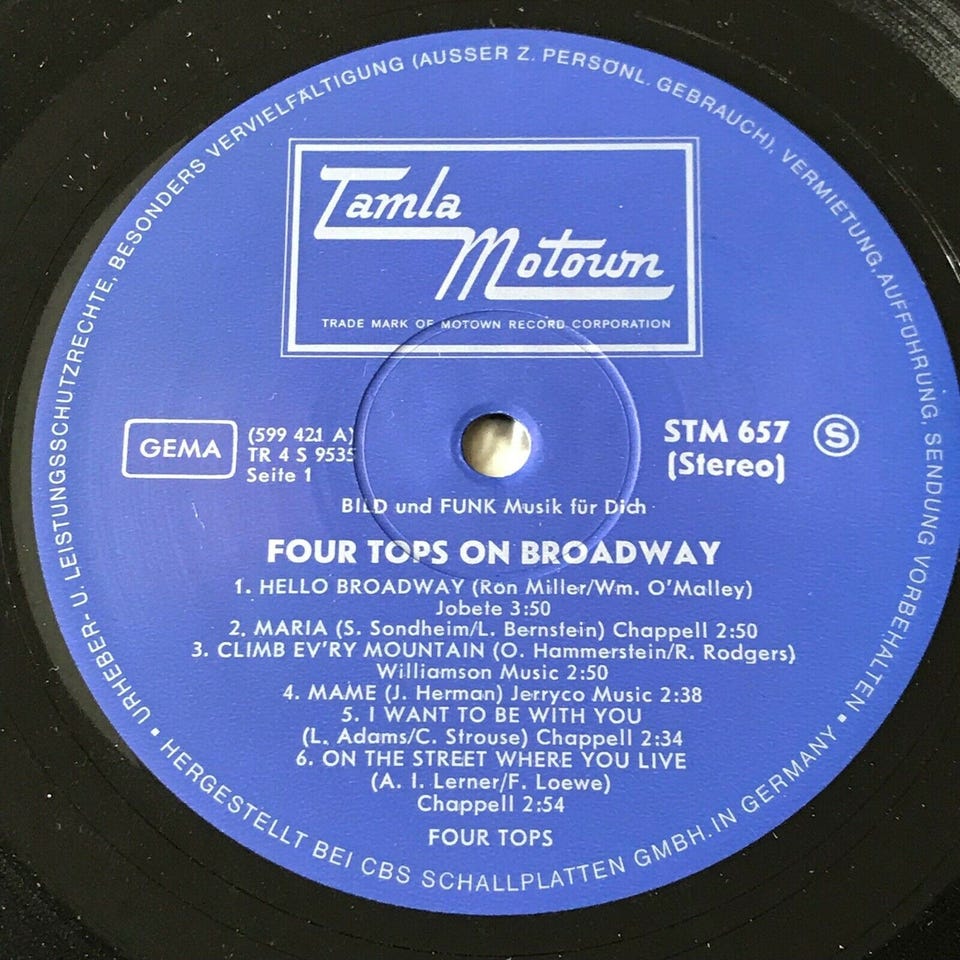 URHEBER- U. LEISTUNGSSCHUTZRECHTE, BESONDERS VERVIELFÄLTIGUNG (AUSSER Z. PERSÖNL. GEBRAUCH), VERMIETUNG, AUFFÜHRUNG, SENDUNG VORBEHALTEN •
Tamla
Motown
TRADE MARK OF MOTOWN RECORD CORPORATION
GEMA
(599 421 A)
TR 4 S 9535
Seite 1
STM 657
(Stereo)
S
BILD und FUNK Musik für Dich
FOUR TOPS ON BROADWAY
1. HELLO BROADWAY (Ron Miller/Wm. O'Malley)
Jobete 3:50
2. MARIA (S. Sondheim/L. Bernstein) Chappell 2:50
3. CLIMB EV'RY MOUNTAIN (O. Hammerstein/R. Rodgers)
Williamson Music 2:50
4. MAME (J. Herman) Jerryco Music 2:38
5. I WANT TO BE WITH YOU
(L. Adams/C. Strouse) Chappell 2:34
6. ON THE STREET WHERE YOU LIVE
(A. I. Lerner/F. Loewe)
Chappell 2:54
FOUR TOPS
• HERGESTELLT BEI CBS SCHALLPLATTEN GMBH. IN GERMANY